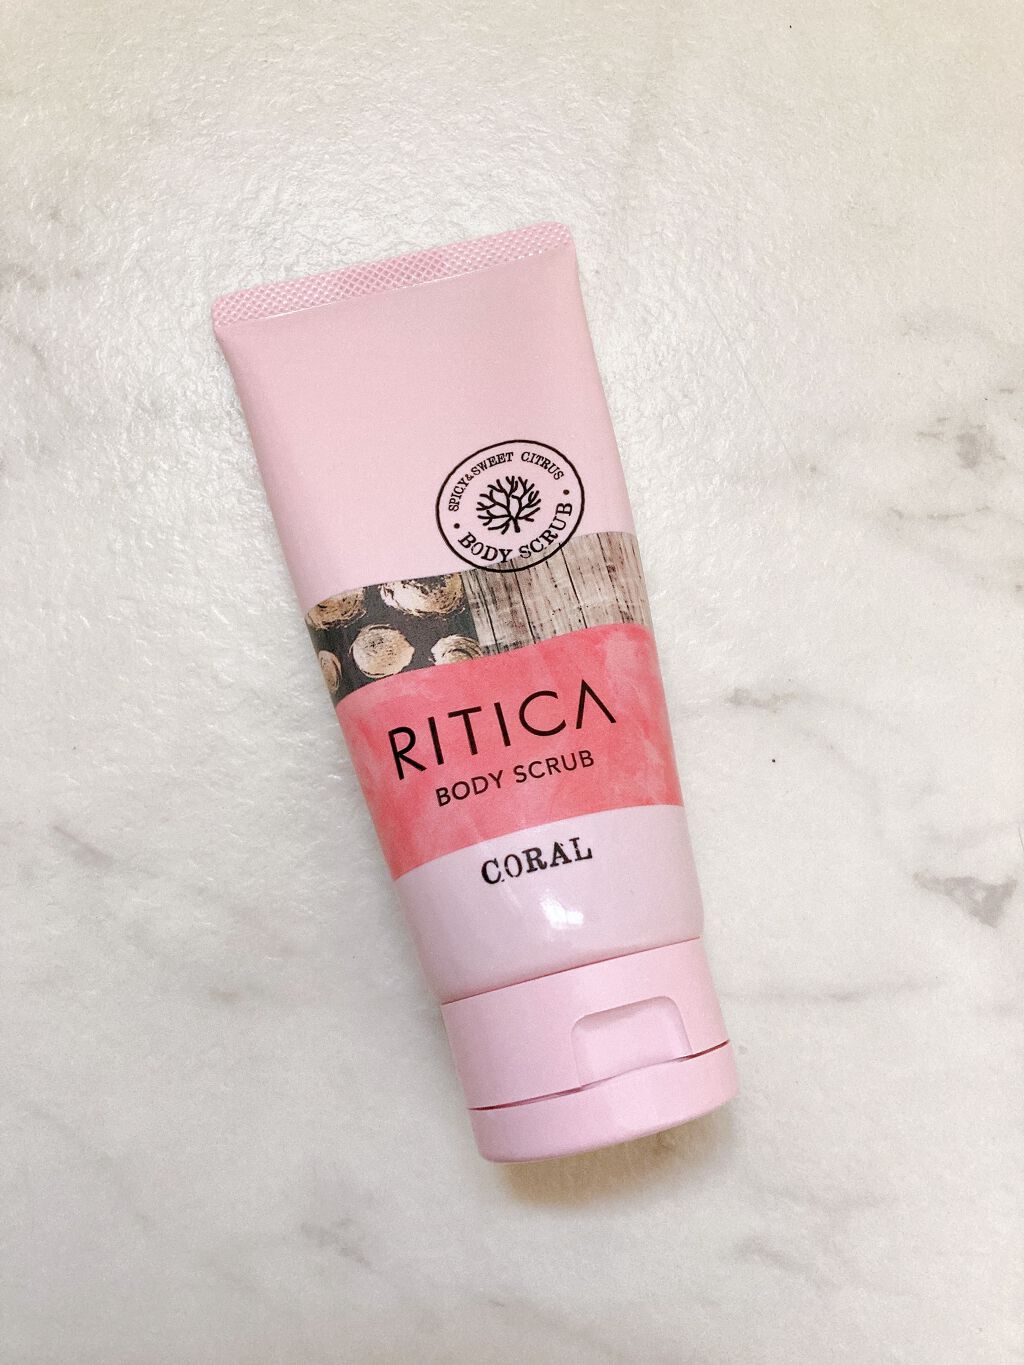 SPICY&SWEET CITRUS
• BODY SCRUB •
RITICA
BODY SCRUB
CORAL